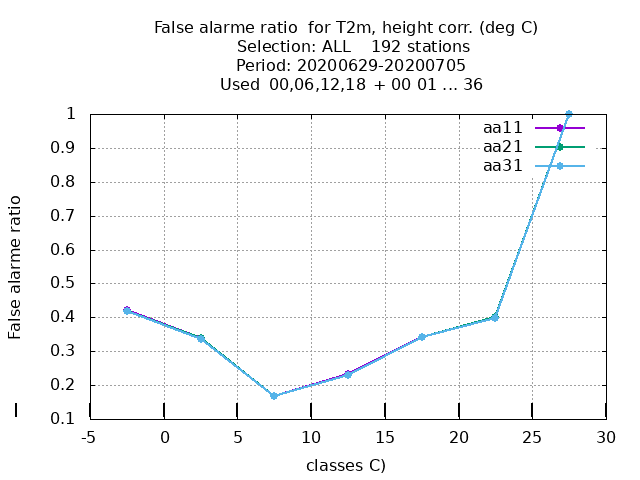 False alarme ratio  for T2m, height corr. (deg C)
Selection: ALL    192 stations
Period: 20200629-20200705
Used  00,06,12,18  + 00 01 ... 36
aa11
aa21
aa31
1
0.9
0.8
0.7
0.6
0.5
0.4
0.3
0.2
0.1
False alarme ratio
-5
0
5
10
15
20
25
30
classes C)